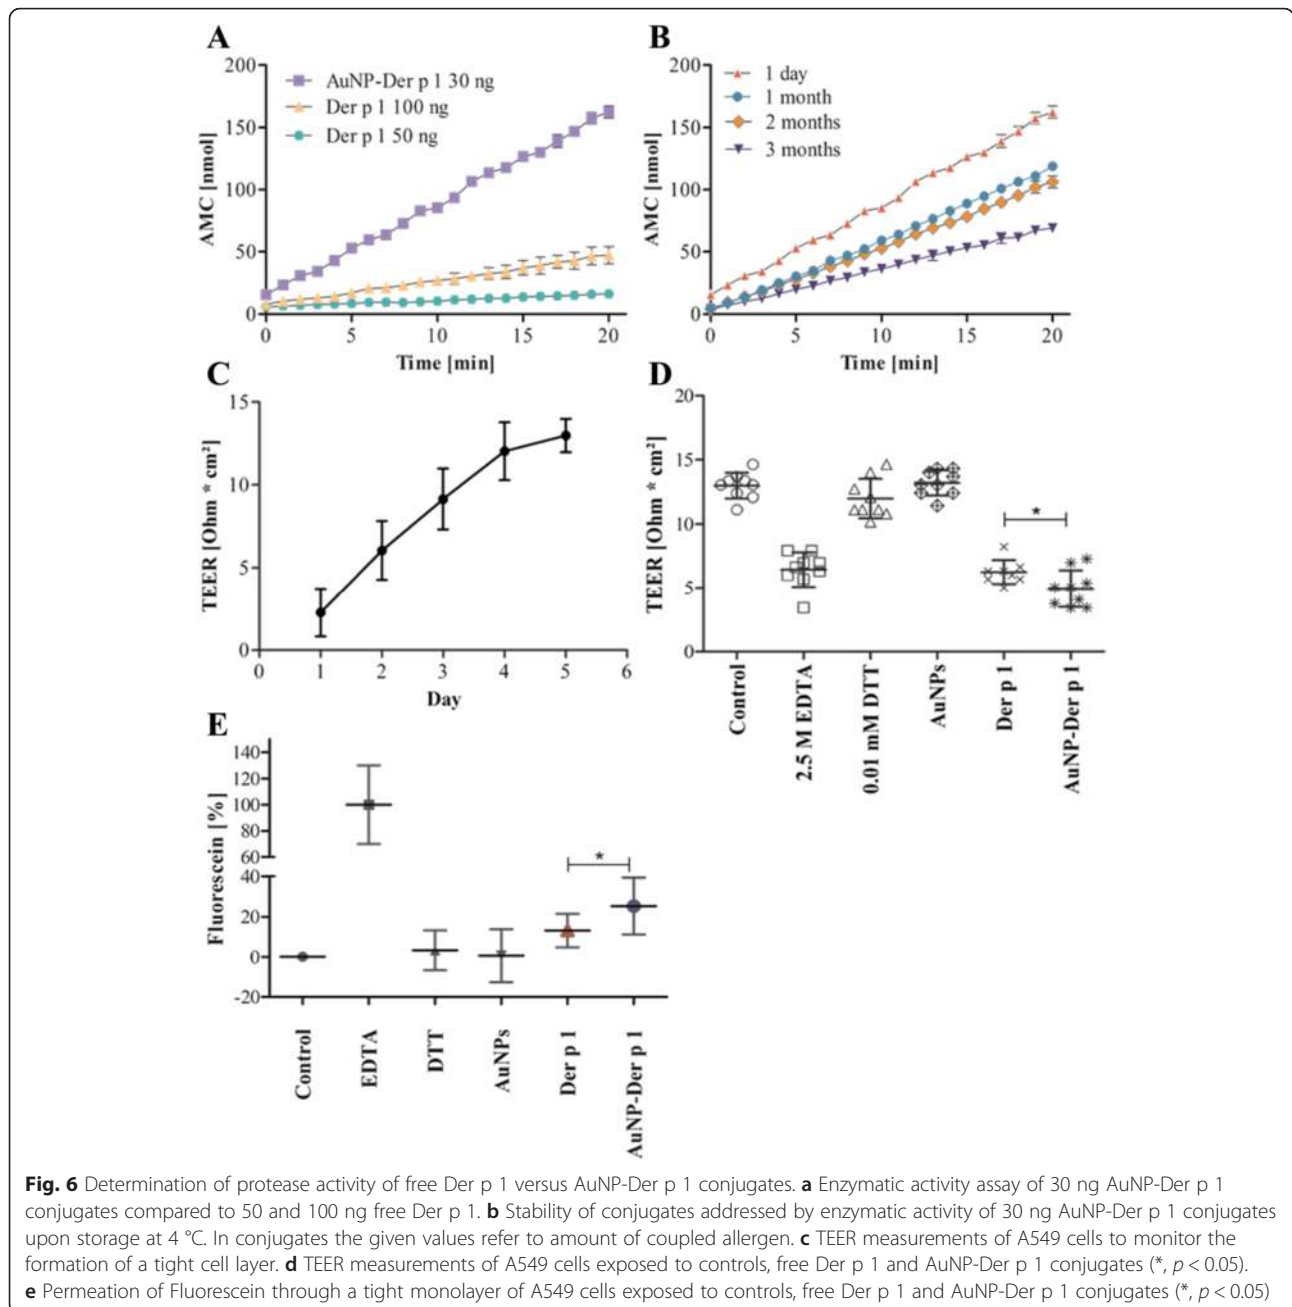 A
200
150
100
50
0
AMC [nmol]
AuNP-Der p 1 30 ng
Der p 1 100 ng
Der p 1 50 ng
0 5 10 15 20
Time [min]
B
200
150
100
50
0
AMC [nmol]
1 day
1 month
2 months
3 months
0 5 10 15 20
Time [min]
C
15
10
5
0
TEER [Ohm * cm²]
0 1 2 3 4 5 6
Day
D
20
15
10
5
0
TEER [Ohm * cm²]
*
Control
2.5 M EDTA
0.01 mM DTT
AuNPs
Der p 1
AuNP-Der p 1
E
140
120
100
80
60
40
20
0
-20
Fluorescein [%]
*
Control
EDTA
DTT
AuNPs
Der p 1
AuNP-Der p 1
Fig. 6 Determination of protease activity of free Der p 1 versus AuNP-Der p 1 conjugates. a Enzymatic activity assay of 30 ng AuNP-Der p 1
conjugates compared to 50 and 100 ng free Der p 1. b Stability of conjugates addressed by enzymatic activity of 30 ng AuNP-Der p 1 conjugates
upon storage at 4 °C. In conjugates the given values refer to amount of coupled allergen. c TEER measurements of A549 cells to monitor the
formation of a tight cell layer. d TEER measurements of A549 cells exposed to controls, free Der p 1 and AuNP-Der p 1 conjugates (*, p < 0.05).
e Permeation of Fluorescein through a tight monolayer of A549 cells exposed to controls, free Der p 1 and AuNP-Der p 1 conjugates (*, p < 0.05)